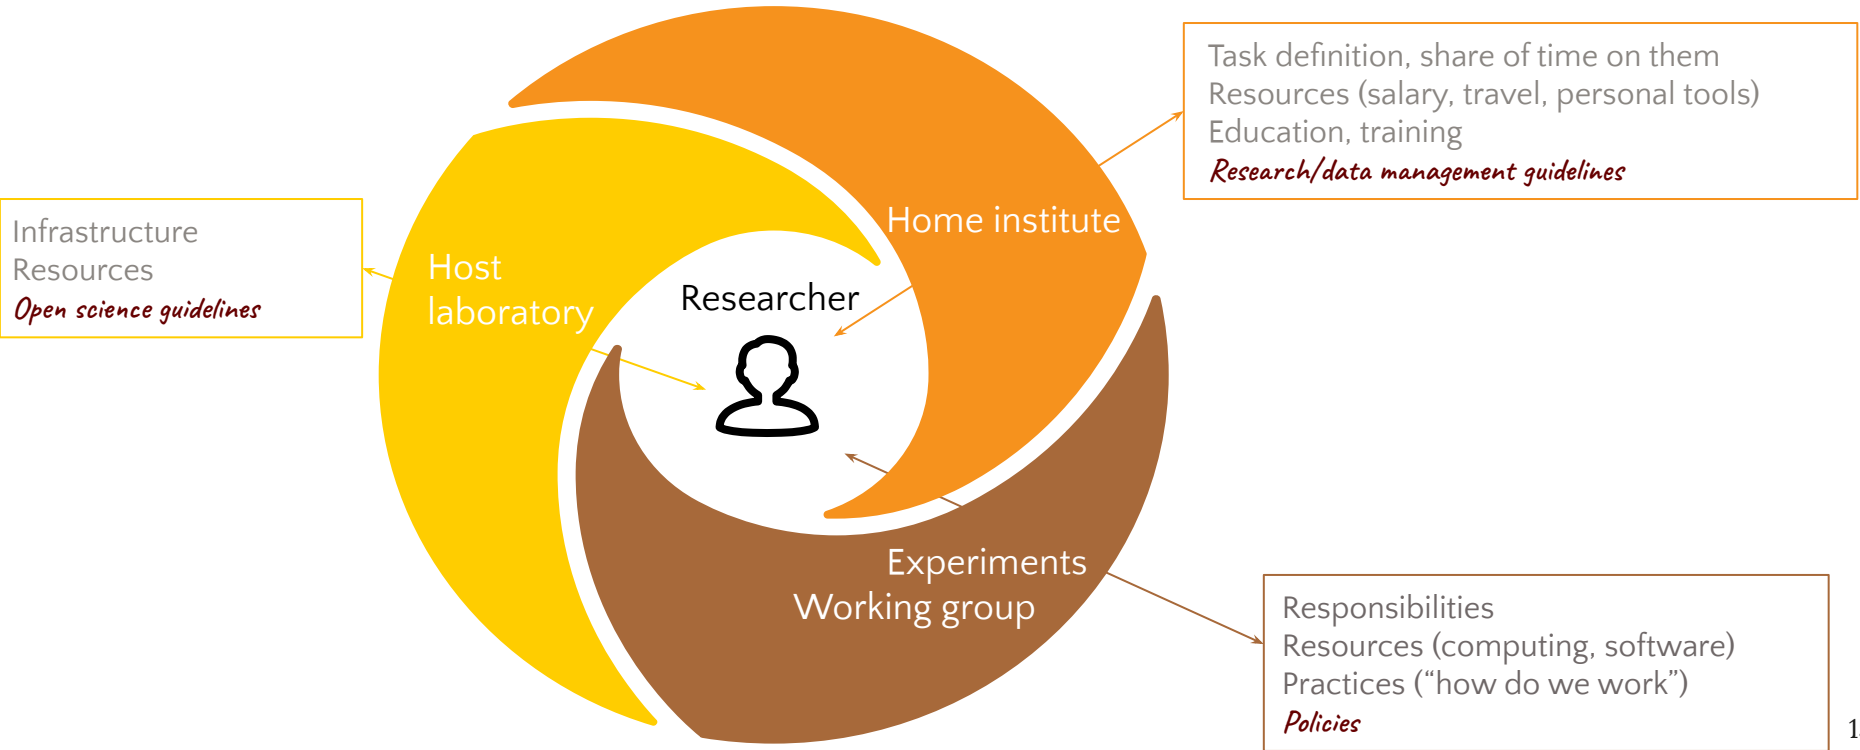 Task definition, share of time on them
Resources (salary, travel, personal tools)
Education, training
Research/data management guidelines
Home institute
Infrastructure
Resources
Open science guidelines
Host
laboratory
Researcher
Experiments
Working group
Responsibilities
Resources (computing, software)
Practices (“how do we work”)
Policies